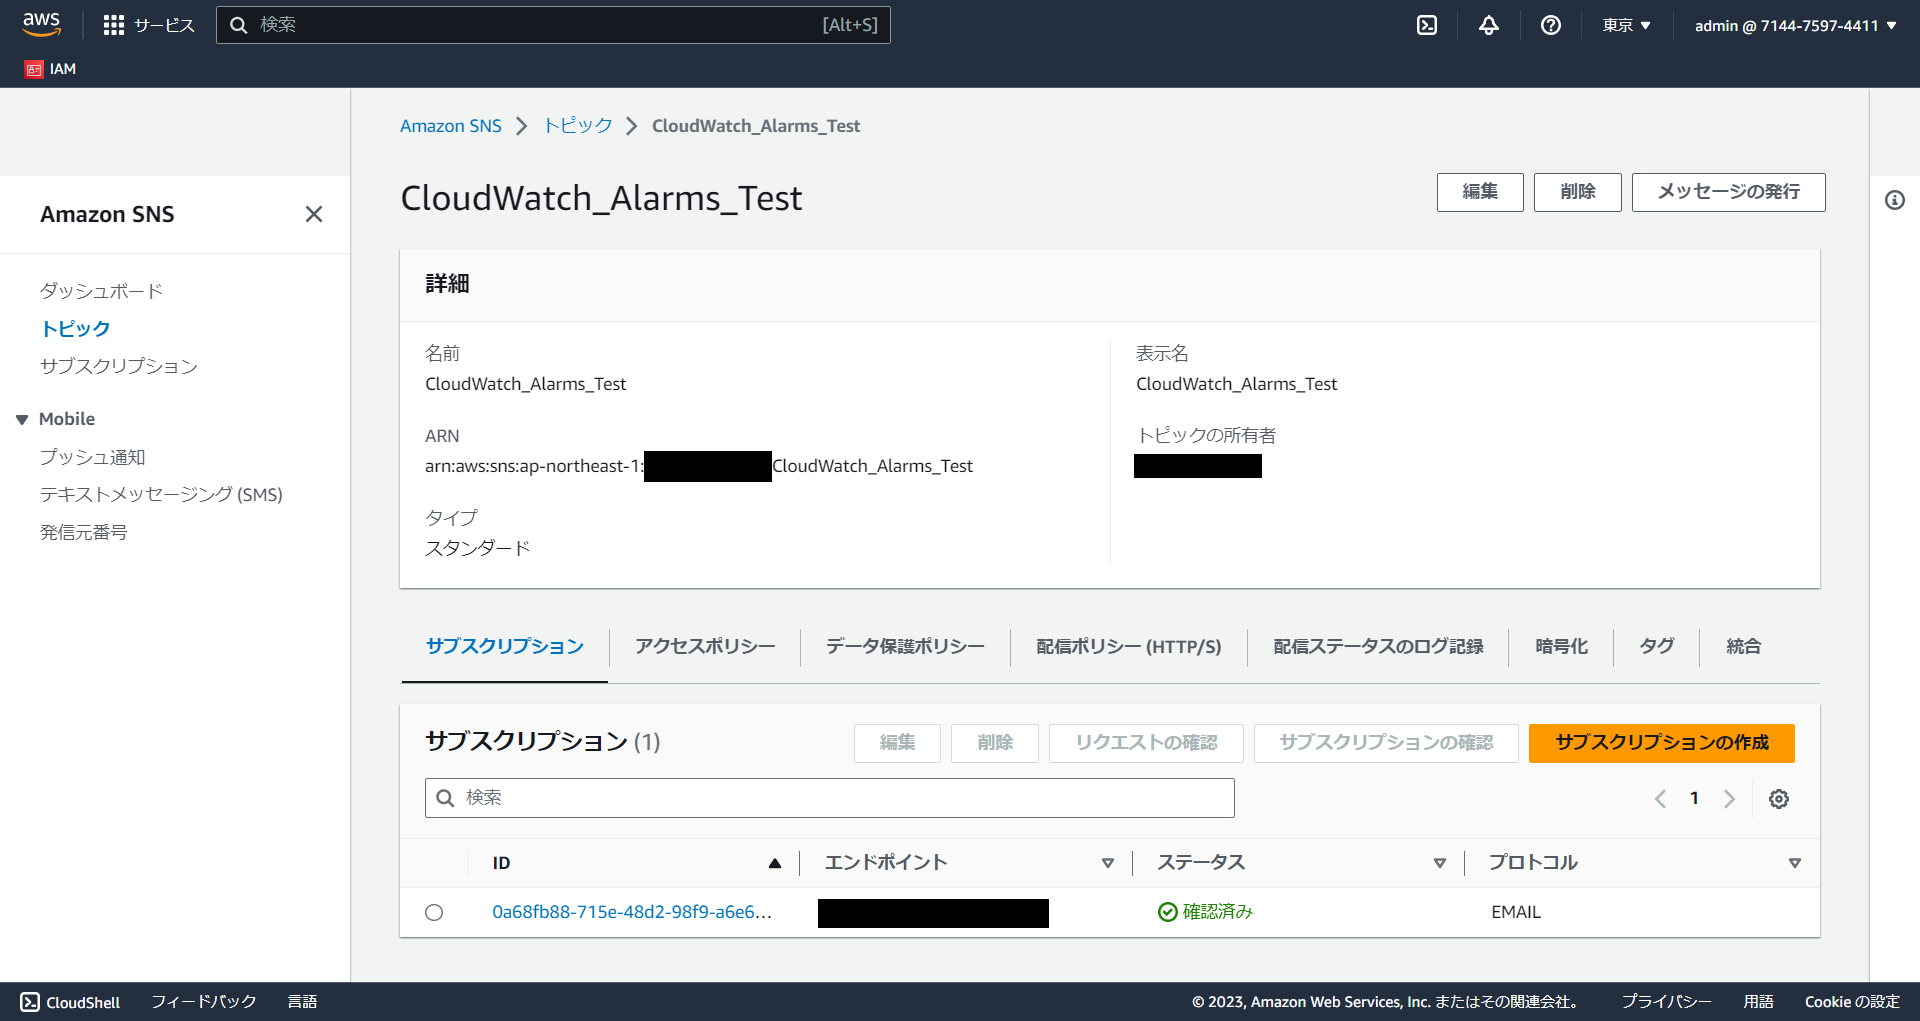 aws
サービス
検索
[Alt+S]
東京
admin @ 7144-7597-4411
IAM
Amazon SNS
トピック
CloudWatch_Alarms_Test
Amazon SNS
ダッシュボード
トピック
サブスクリプション
Mobile
プッシュ通知
テキストメッセージング (SMS)
発信元番号
CloudWatch_Alarms_Test
編集
削除
メッセージの発行
詳細
名前
CloudWatch_Alarms_Test
ARN
arn:aws:sns:ap-northeast-1:
CloudWatch_Alarms_Test
タイプ
スタンダード
表示名
CloudWatch_Alarms_Test
トピックの所有者
サブスクリプション
アクセスポリシー
データ保護ポリシー
配信ポリシー (HTTP/S)
配信ステータスのログ記録
暗号化
タグ
統合
サブスクリプション (1)
編集
削除
リクエストの確認
サブスクリプションの確認
サブスクリプションの作成
検索
1
ID
エンドポイント
ステータス
プロトコル
0a68fb88-715e-48d2-98f9-a6e6...
確認済み
EMAIL
CloudShell
フィードバック
言語
© 2023, Amazon Web Services, Inc. またはその関連会社。
プライバシー
用語
Cookie の設定